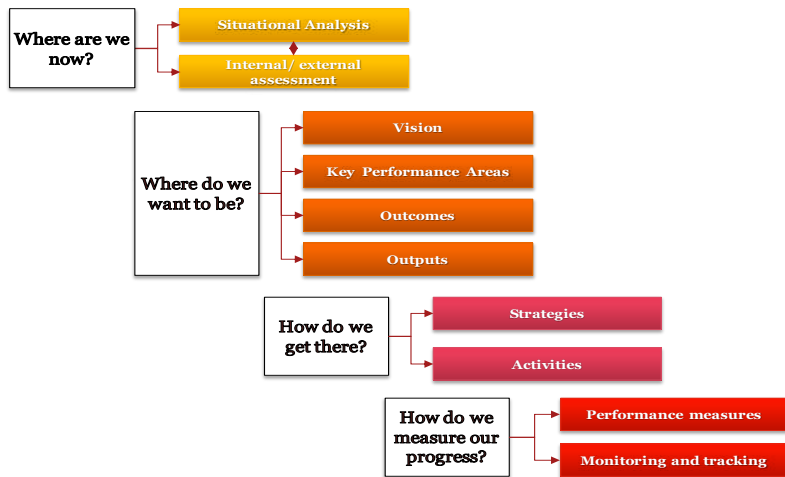 Where are we
now?
Situational Analysis
Internal/ external
assessment
Where do we
want to be?
Vision
Key Performance Areas
Outcomes
Outputs
How do we
get there?
Strategies
Activities
How do we
measure our
progress?
Performance measures
Monitoring and tracking